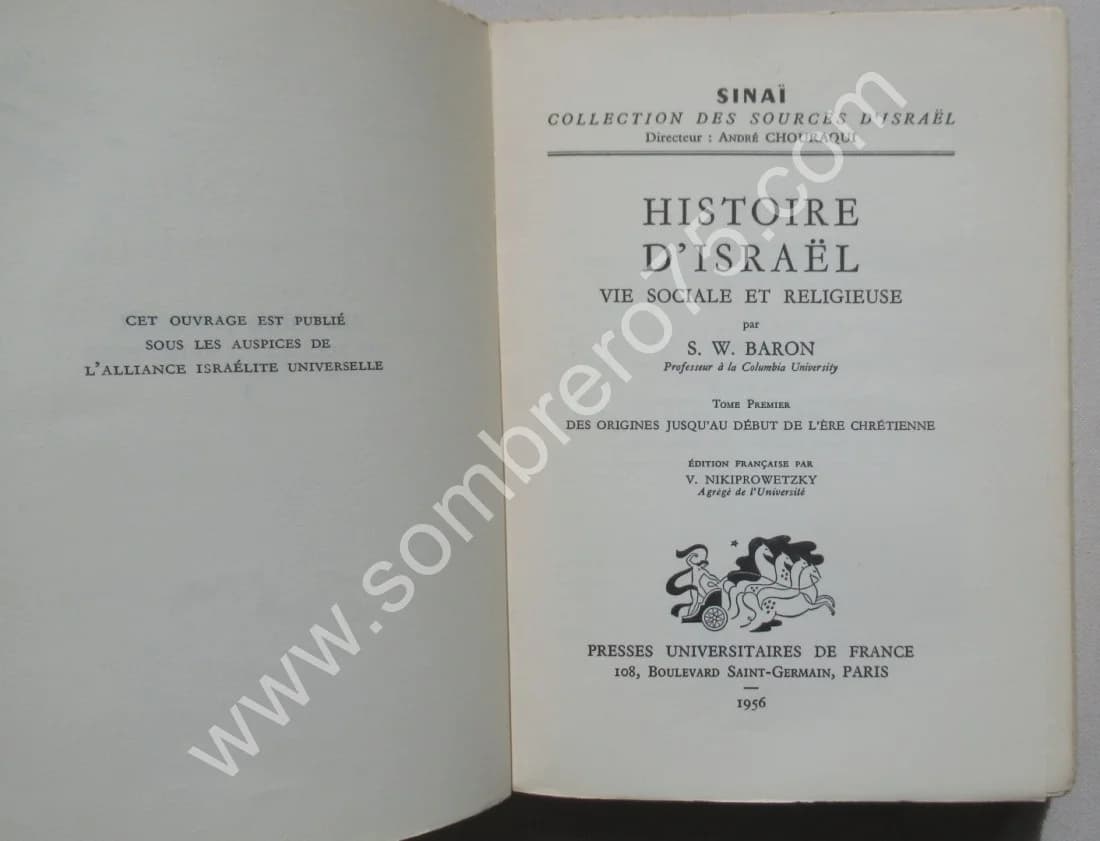 CET OUVRAGE EST PUBLIÉ
SOUS LES AUSPICES DE
L'ALLIANCE ISRAÉLITE UNIVERSELLE
SINAÏ
COLLECTION DES SOURCES D'ISRAËL
Directeur : ANDRÉ CHOURAQUI
HISTOIRE
D'ISRAËL
VIE SOCIALE ET RELIGIEUSE
par
S. W. BARON
Professeur à la Columbia University
TOME PREMIER
DES ORIGINES JUSQU'AU DÉBUT DE L'ÈRE CHRÉTIENNE
ÉDITION FRANÇAISE PAR
V. NIKIPROWETZKY
Agrégé de l'Université
PRESSES UNIVERSITAIRES DE FRANCE
108, BOULEVARD SAINT-GERMAIN, PARIS
1956
www.sombrero75.com